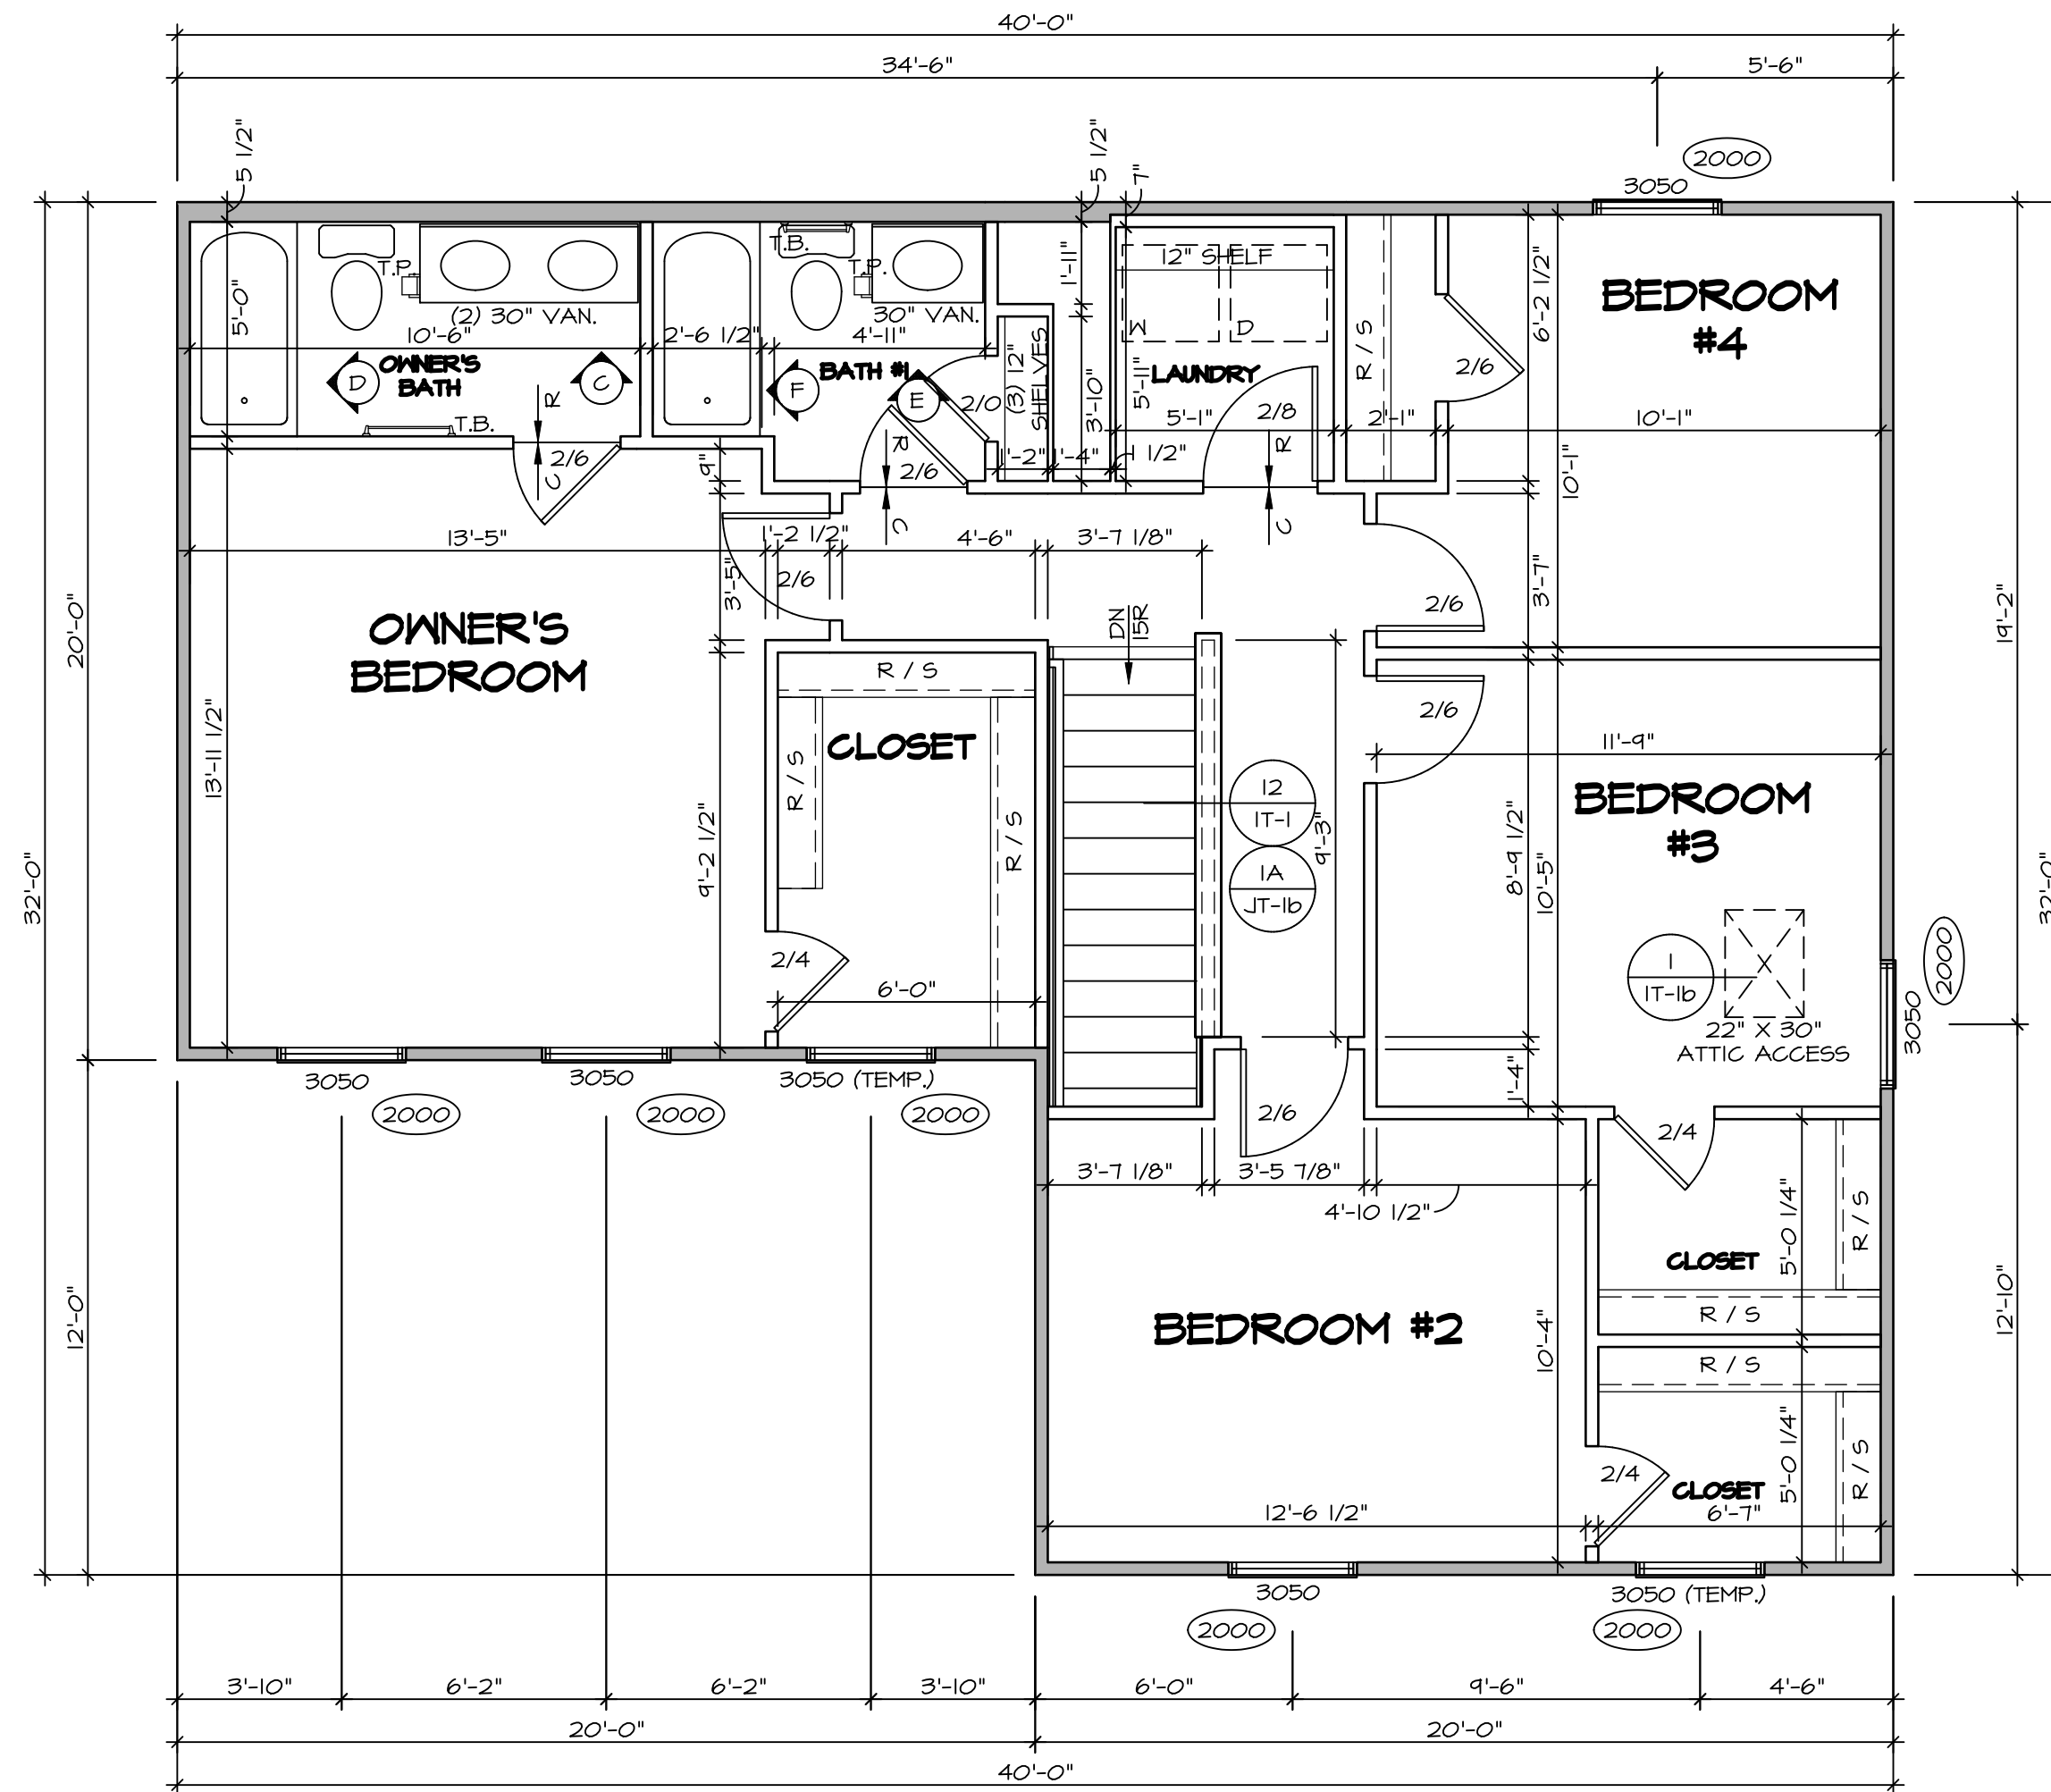 40'-0"
34'-6"
5'-6"
5 1/2"
5 1/2"
7"
2000
3050
T.B.
T.P.
T.P.
12" SHELF
1'-11"
6'-2 1/2"
BEDROOM
#4
5'-0"
(2) 30" VAN.
30" VAN.
W
D
10'-6"
2'-6 1/2"
4'-11"
R / S
OWNER'S
BATH
D
C
F
BATH #1
E
(3) 12"
SHELVES
5'-11"
LAUNDRY
2/6
R
2/0
3'-10"
5'-1"
2/8
2'-1"
10'-1"
T.B.
R
R
2/6
C
9"
2/6
1'-2"
1'-4"
1 1/2"
10'-1"
13'-5"
1'-2 1/2"
C
4'-6"
3'-7 1/8"
C
3'-5"
2/6
3'-7"
20'-0"
OWNER'S
BEDROOM
DN
15R
2/6
19'-2"
R / S
2/6
13'-11 1/2"
CLOSET
11'-9"
R / S
12
1T-1
BEDROOM
#3
9'-2 1/2"
R / S
9'-3"
8'-9 1/2"
10'-5"
32'-0"
1A
JT-1b
32'-0"
2/4
1
1T-1b
X
2000
6'-0"
3050
22" X 30"
ATTIC ACCESS
3050
3050
3050 (TEMP.)
1'-4"
2000
2000
2000
2/6
2/4
3'-7 1/8"
3'-5 7/8"
4'-10 1/2"
5'-0 1/4"
R / S
CLOSET
12'-0"
12'-10"
BEDROOM #2
10'-4"
R / S
R / S
5'-0 1/4"
2/4
R / S
CLOSET
12'-6 1/2"
6'-7"
3050
3050 (TEMP.)
2000
2000
3'-10"
6'-2"
6'-2"
3'-10"
6'-0"
9'-6"
4'-6"
20'-0"
20'-0"
40'-0"